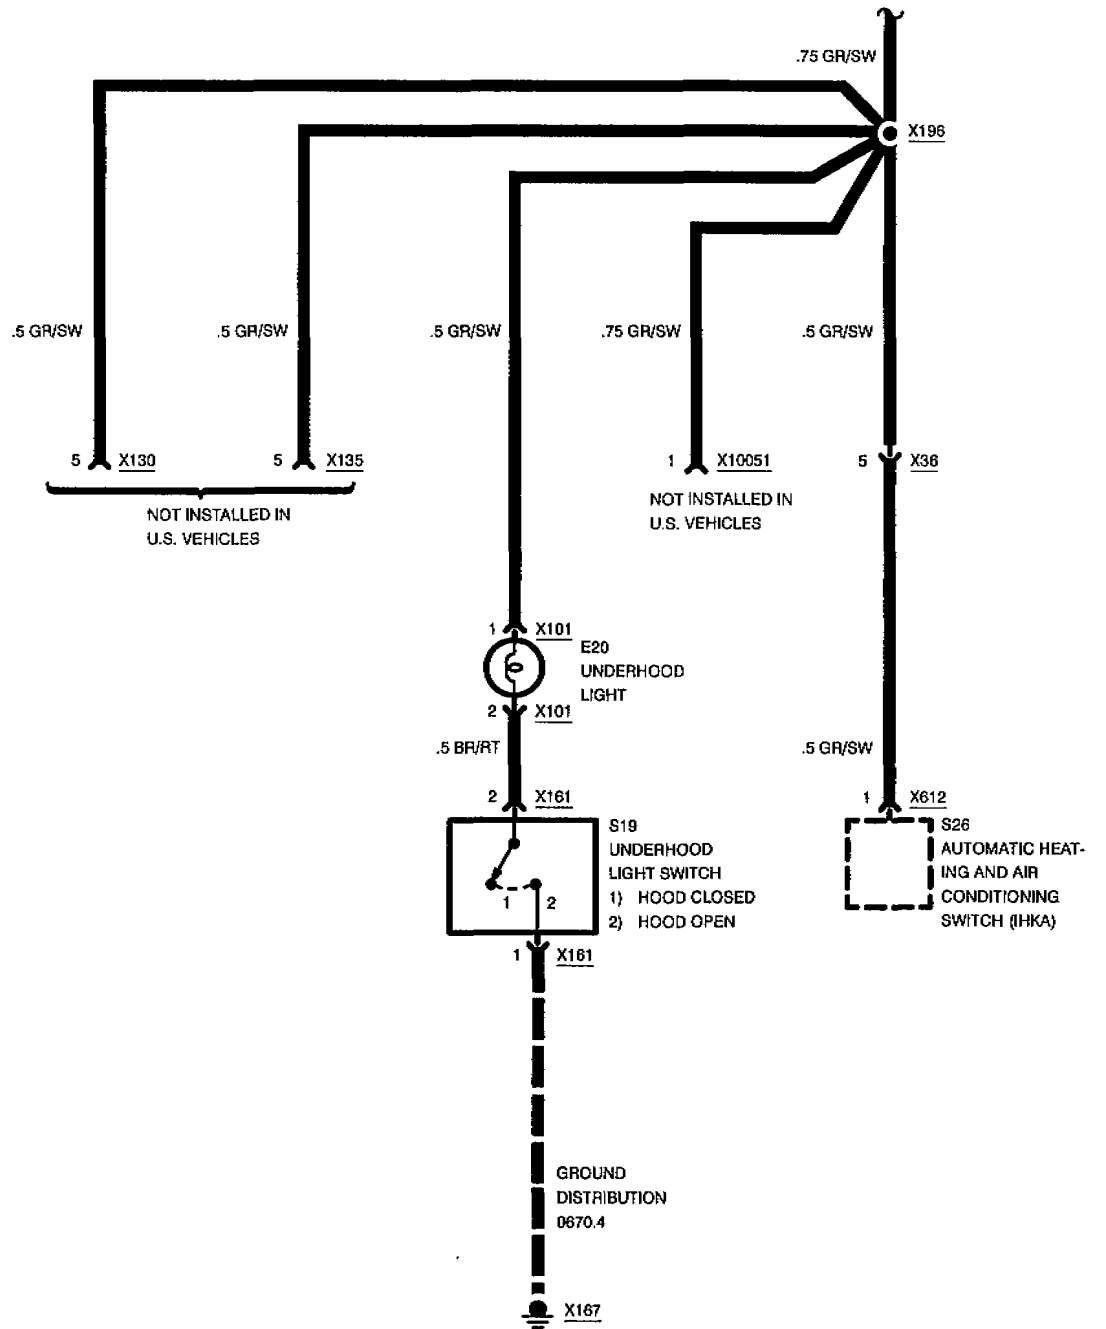 .75 GR/SW
X196
.5 GR/SW
.5 GR/SW
.5 GR/SW
.75 GR/SW
.5 GR/SW
5 X130
5 X135
1 X10051
5 X36
NOT INSTALLED IN
U.S. VEHICLES
NOT INSTALLED IN
U.S. VEHICLES
1 X101
E20
UNDERHOOD
LIGHT
2 X101
.5 BR/RT
.5 GR/SW
2 X161
1 X612
S19
UNDERHOOD
LIGHT SWITCH
1) HOOD CLOSED
2) HOOD OPEN
1 2
S26
AUTOMATIC HEAT-
ING AND AIR
CONDITIONING
SWITCH (IHKA)
1 X161
GROUND
DISTRIBUTION
0670.4
X167